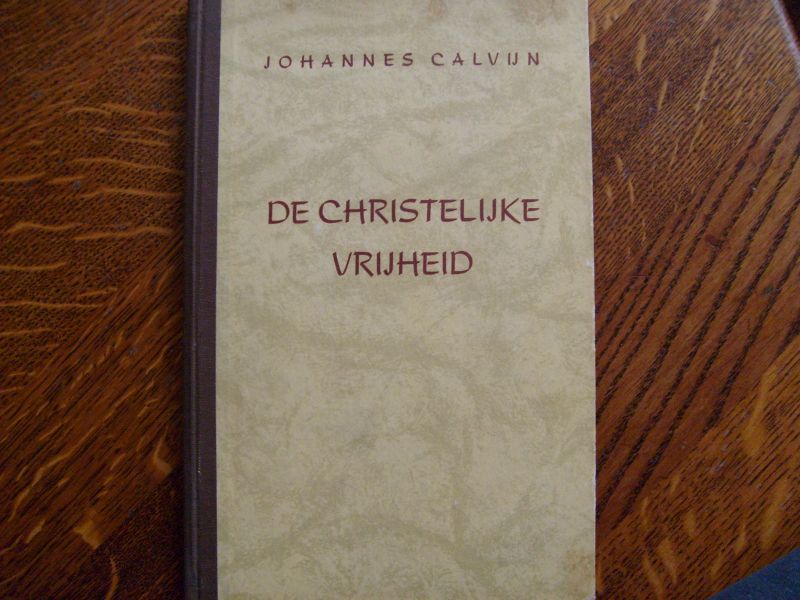 JOHANNES CALVIJN
DE CHRISTELIJKE
VRIJHEID